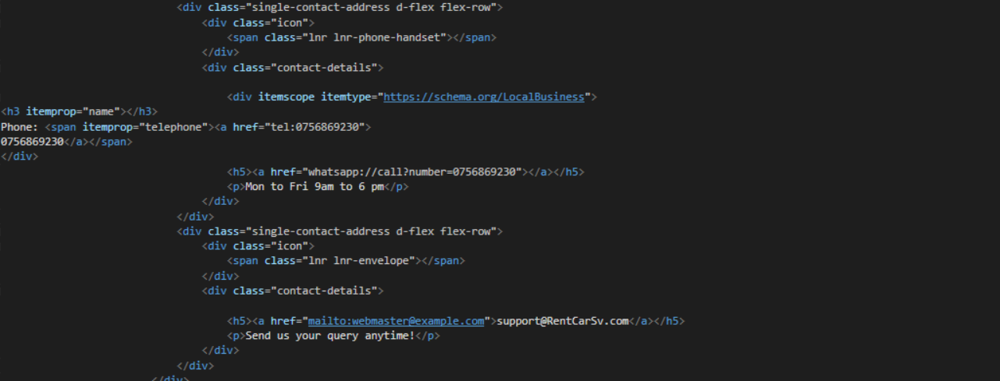 <div class="single-contact-address d-flex flex-row">
<div class="icon">
<span class="lnr lnr-phone-handset"></span>
</div>
<div class="contact-details">
<div itemscope itemtype="https://schema.org/LocalBusiness">
<h3 itemprop="name"></h3>
Phone: <span itemprop="telephone"><a href="tel:0756869230">
0756869230</a></span>
</div>
<h5><a href="whatsapp://call?number=0756869230"></a></h5>
<p>Mon to Fri 9am to 6 pm</p>
</div>
</div>
<div class="single-contact-address d-flex flex-row">
<div class="icon">
<span class="lnr lnr-envelope"></span>
</div>
<div class="contact-details">
<h5><a href="mailto:webmaster@example.com">support@RentCarSv.com</a></h5>
<p>Send us your query anytime!</p>
</div>
</div>
</div>